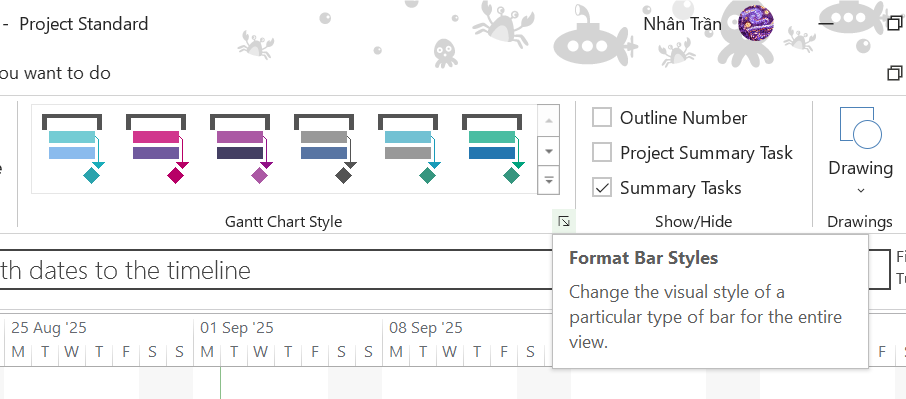 - Project Standard
Nhân Trần
ou want to do
Outline Number
Project Summary Task
Summary Tasks
Drawing
Gantt Chart Style
Show/Hide
Drawings
th dates to the timeline
Format Bar Styles
Change the visual style of a
particular type of bar for the entire
view.
25 Aug '25
01 Sep '25
08 Sep '25
M T W T F S S M T W T F S S M T W T F S F S